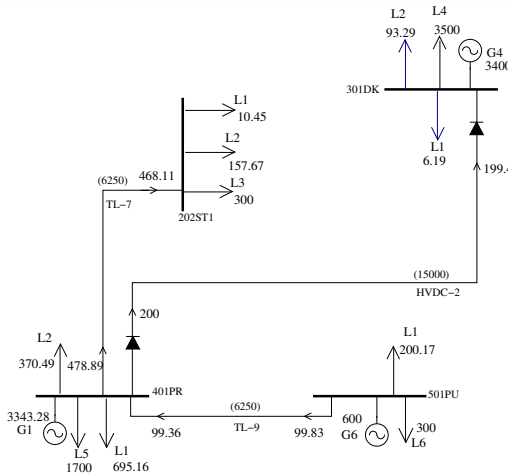 L2
93.29
L4
3500
G4
3400
301DK
L1
6.19
199.4
L1
10.45
L2
157.67
L3
300
202ST1
(6250)
468.11
TL-7
(15000)
HVDC-2
200
L2
370.49
478.89
401PR
3343.28
G1
L5
1700
L1
695.16
99.36
(6250)
TL-9
99.83
L1
200.17
501PU
600
G6
300
L6